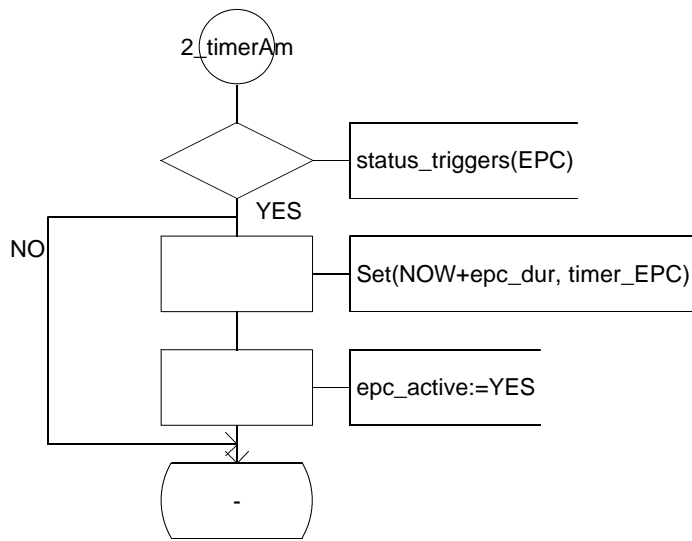 2_timerAm
status_triggers(EPC)
YES
NO
Set(NOW+epc_dur, timer_EPC)
epc_active:=YES
-